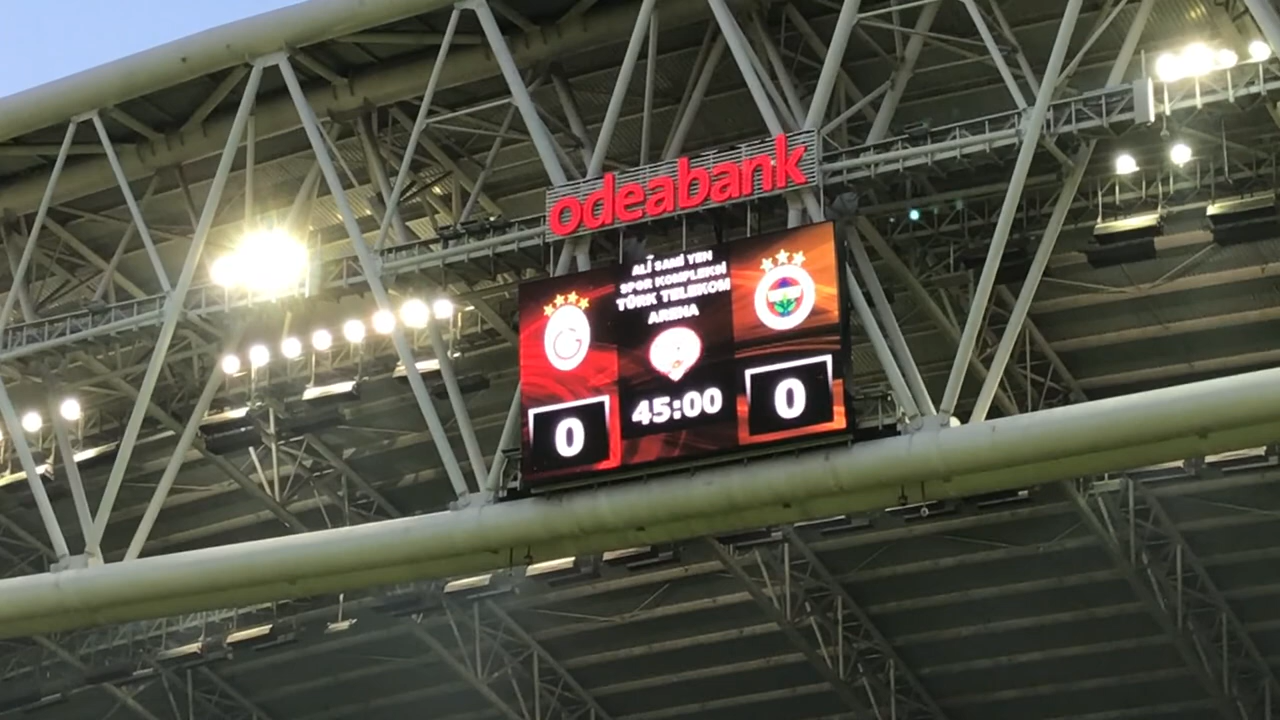 odeabank
ALİ SAMİ YEN
SPOR KOMPLEKSİ
TÜRK TELEKOM
ARENA
45:00
0
0